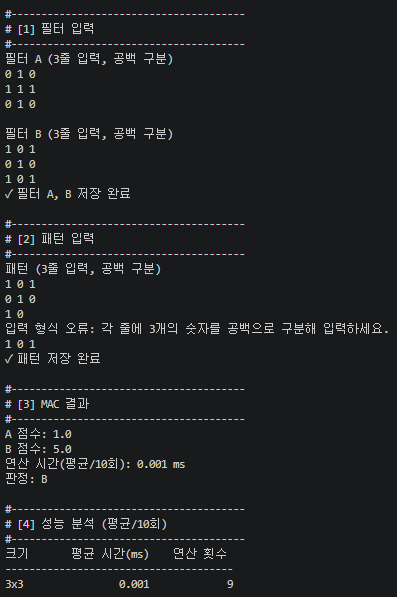 #---------------------------------------
# [1] 필터 입력
#---------------------------------------
필터 A (3줄 입력, 공백 구분)
0 1 0
1 1 1
0 1 0
필터 B (3줄 입력, 공백 구분)
1 0 1
0 1 0
1 0 1
✓ 필터 A, B 저장 완료
#---------------------------------------
# [2] 패턴 입력
#---------------------------------------
패턴 (3줄 입력, 공백 구분)
1 0 1
0 1 0
1 0
입력 형식 오류: 각 줄에 3개의 숫자를 공백으로 구분해 입력하세요.
1 0 1
✓ 패턴 저장 완료
#---------------------------------------
# [3] MAC 결과
#---------------------------------------
A 점수: 1.0
B 점수: 5.0
연산 시간(평균/10회): 0.001 ms
판정: B
#---------------------------------------
# [4] 성능 분석 (평균/10회)
#---------------------------------------
크기 평균 시간(ms) 연산 횟수
--------------------------------------
3x3 0.001 9